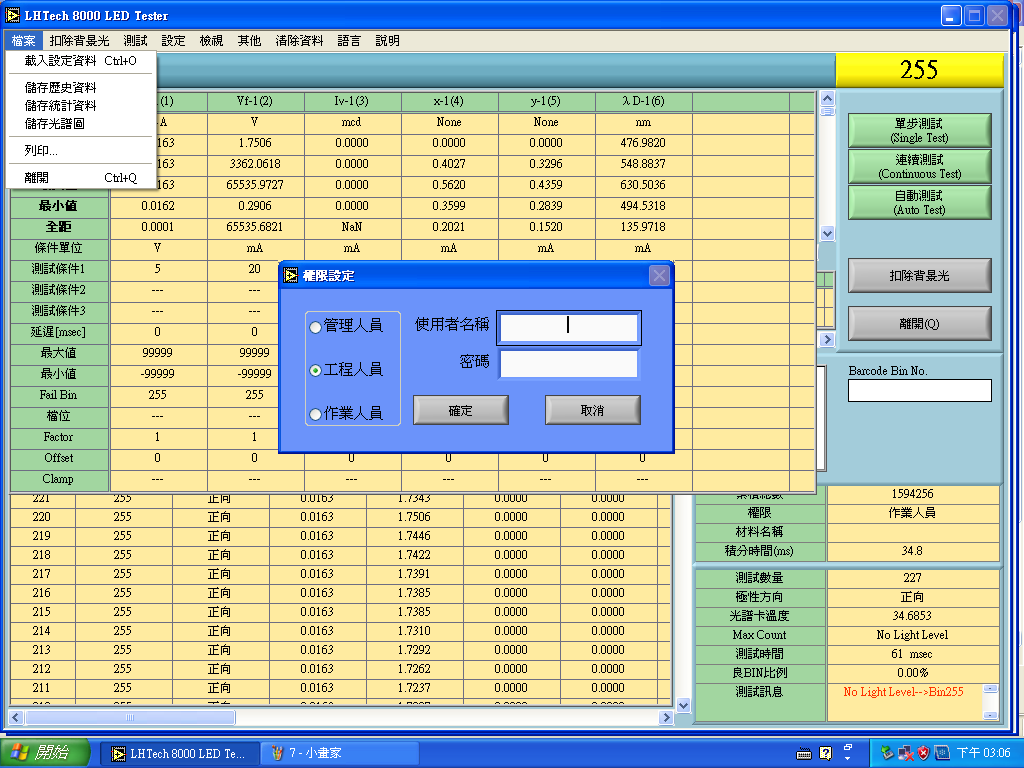 LHTech 8000 LED Tester
檔案 扣除背景光 測試 設定 檢視 其他 清除資料 語言 說明
載入設定資料 Ctrl+O
儲存歷史資料
儲存統計資料
儲存光譜圖
列印...
離開 Ctrl+Q
255
(1) Vf-1(2) Iv-1(3) x-1(4) y-1(5) λD-1(6)
A V mcd None None nm
163 1.7506 0.0000 0.0000 0.0000 476.9820
163 3362.0618 0.0000 0.4027 0.3296 548.8837
163 65535.9727 0.0000 0.5620 0.4359 630.5036
最小值 0.0162 0.2906 0.0000 0.3599 0.2839 494.5318
全距 0.0001 65535.6821 NaN 0.2021 0.1520 135.9718
條件單位 V mA mA mA mA mA
測試條件1 5 20
測試條件2 --- ---
測試條件3 --- ---
延遲[msec] 0 0
最大值 99999 99999
最小值 -99999 -99999
Fail Bin 255 255
檔位 --- ---
Factor 1 1
Offset 0 0 0 0 0 0
Clamp --- --- --- --- --- ---
單步測試
(Single Test)
連續測試
(Continuous Test)
自動測試
(Auto Test)
扣除背景光
離開(Q)
Barcode Bin No.
權限設定
管理人員
工程人員
作業人員
使用者名稱
密碼
確定 取消
221 255 正向 0.0163 1.7343 0.0000 0.0000
220 255 正向 0.0163 1.7506 0.0000 0.0000
219 255 正向 0.0163 1.7446 0.0000 0.0000
218 255 正向 0.0163 1.7422 0.0000 0.0000
217 255 正向 0.0163 1.7391 0.0000 0.0000
216 255 正向 0.0163 1.7385 0.0000 0.0000
215 255 正向 0.0163 1.7385 0.0000 0.0000
214 255 正向 0.0163 1.7310 0.0000 0.0000
213 255 正向 0.0163 1.7292 0.0000 0.0000
212 255 正向 0.0163 1.7262 0.0000 0.0000
211 255 正向 0.0163 1.7237 0.0000 0.0000
累積總數 1594256
權限 作業人員
材料名稱
積分時間(ms) 34.8
測試數量 227
極性方向 正向
光譜卡溫度 34.6853
Max Count No Light Level
測試時間 61 msec
良BIN比例 0.00%
測試訊息 No Light Level-->Bin255
開始 LHTech 8000 LED Te... 7 - 小畫家 下午 03:06